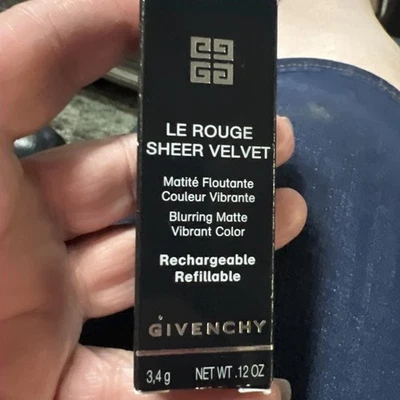 LE ROUGE
SHEER VELVET
Matité Floutante
Couleur Vibrante
Blurring Matte
Vibrant Color
Rechargeable
Refillable
GIVENCHY
3,4 g NET WT. .12 OZ